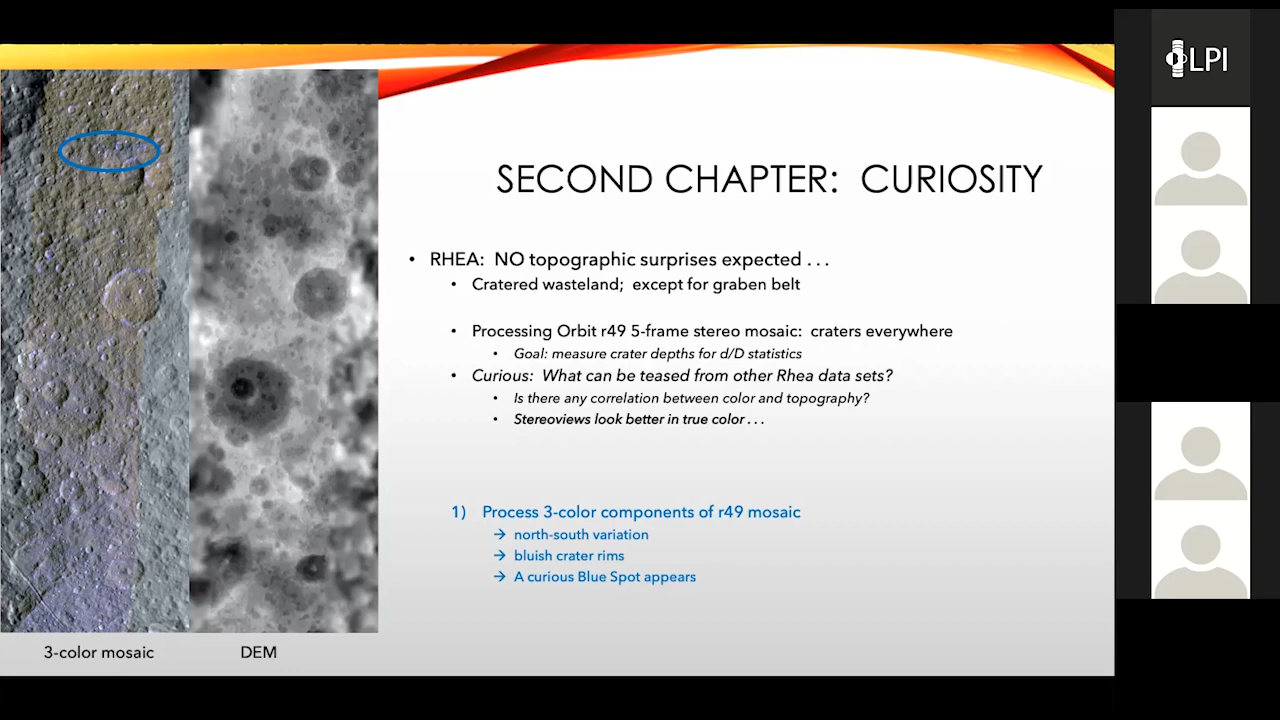 LPI
SECOND CHAPTER: CURIOSITY
• RHEA: NO topographic surprises expected . . .
• Cratered wasteland; except for graben belt
• Processing Orbit r49 5-frame stereo mosaic: craters everywhere
• Goal: measure crater depths for d/D statistics
• Curious: What can be teased from other Rhea data sets?
• Is there any correlation between color and topography?
• Stereoviews look better in true color . . .
1) Process 3-color components of r49 mosaic
→ north-south variation
→ bluish crater rims
→ A curious Blue Spot appears
3-color mosaic
DEM